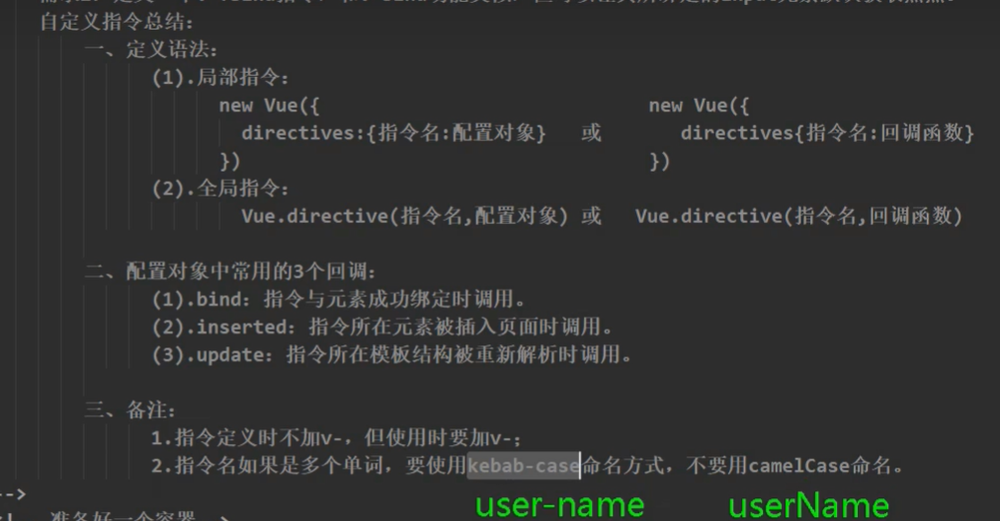 自定义指令总结:
一、定义语法:
(1).局部指令:
new Vue({ new Vue({
directives:{指令名:配置对象} 或 directives{指令名:回调函数}
}) })
(2).全局指令:
Vue.directive(指令名,配置对象) 或 Vue.directive(指令名,回调函数)
二、配置对象中常用的3个回调:
(1).bind: 指令与元素成功绑定时调用。
(2).inserted: 指令所在元素被插入页面时调用。
(3).update: 指令所在模板结构被重新解析时调用。
三、备注:
1.指令定义时不加v-,但使用时要加v-;
2.指令名如果是多个单词,要使用kebab-case命名方式,不要用camelCase命名。
-->
user-name userName
准备好一个容器